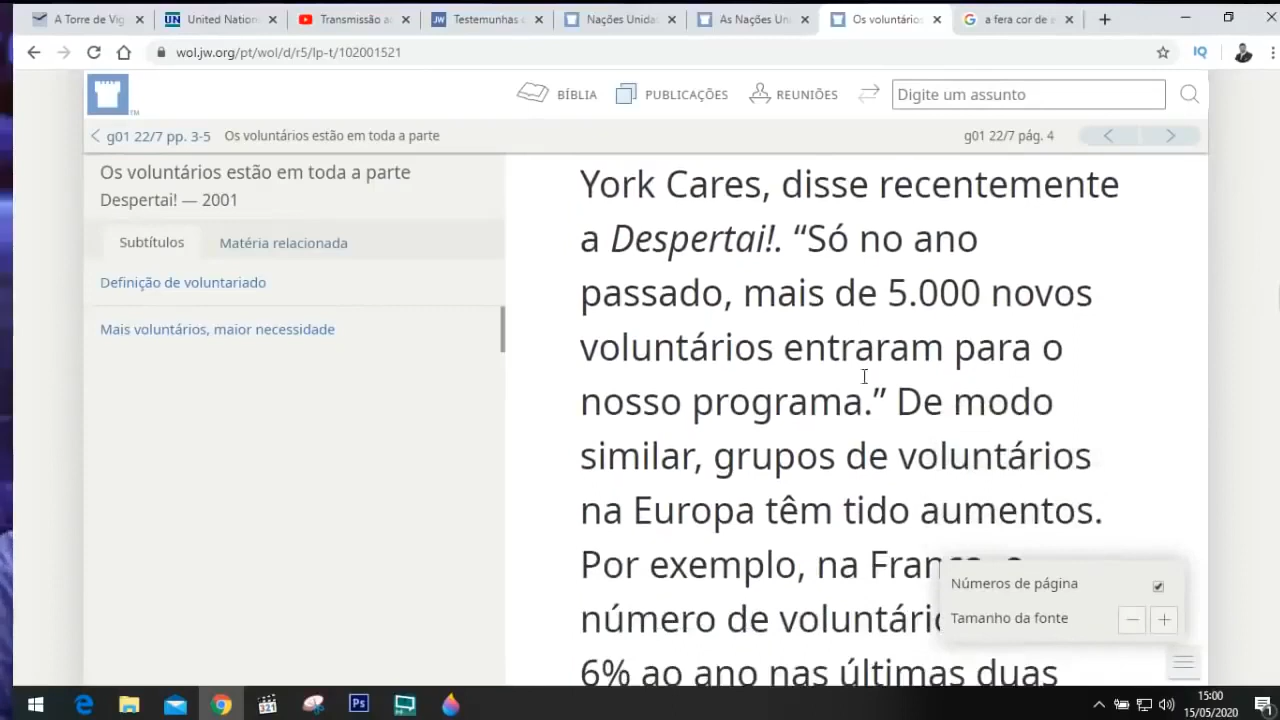 A Torre de Vig
United Nation
Transmissão a
Testemunhas
Nações Unida
As Nações Un
Os voluntários
a fera cor de
wol.jw.org/pt/wol/d/r5/lp-t/102001521
IQ
BÍBLIA
PUBLICAÇÕES
REUNIÕES
Digite um assunto
g01 22/7 pp. 3-5
Os voluntários estão em toda a parte
g01 22/7 pág. 4
Os voluntários estão em toda a parte
Despertai! — 2001
Subtítulos
Matéria relacionada
Definição de voluntariado
Mais voluntários, maior necessidade
York Cares, disse recentemente
a Despertai!. “Só no ano
passado, mais de 5.000 novos
voluntários entraram para o
nosso programa.” De modo
similar, grupos de voluntários
na Europa têm tido aumentos.
Por exemplo, na
número de
6% ao ano nas últimas duas
Números de página
Tamanho da fonte
Ps
15:00
15/05/2020